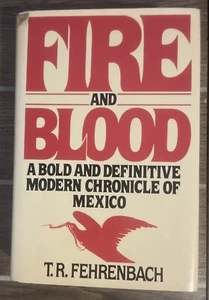 FIRE
AND
BLOOD
A BOLD AND DEFINITIVE
MODERN CHRONICLE OF
MEXICO
T.R. FEHRENBACH